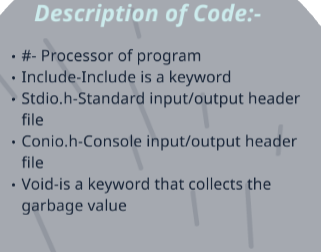 Description of Code:-
• #- Processor of program
• Include-Include is a keyword
• Stdio.h-Standard input/output header
file
• Conio.h-Console input/output header
file
• Void-is a keyword that collects the
garbage value